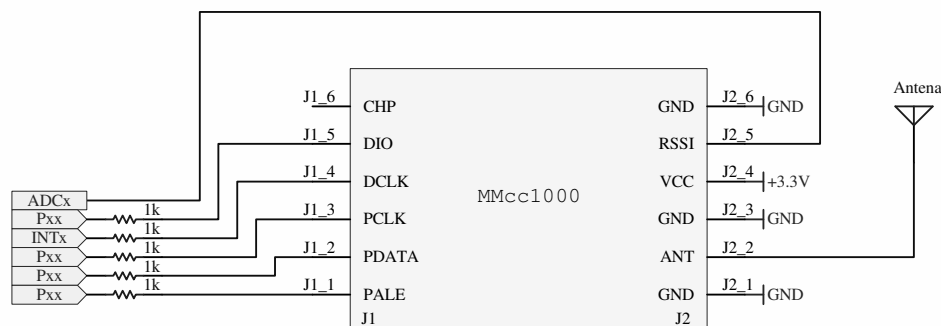 J1_6 CHP GND J2_6 GND
Antena
J1_5 DIO RSSI J2_5
J1_4 DCLK VCC J2_4 +3.3V
MMcc1000
ADCx
Pxx 1k J1_3 PCLK GND J2_3 GND
INTx 1k
Pxx 1k J1_2 PDATA ANT J2_2
Pxx 1k
Pxx 1k J1_1 PALE GND J2_1 GND
J1 J2